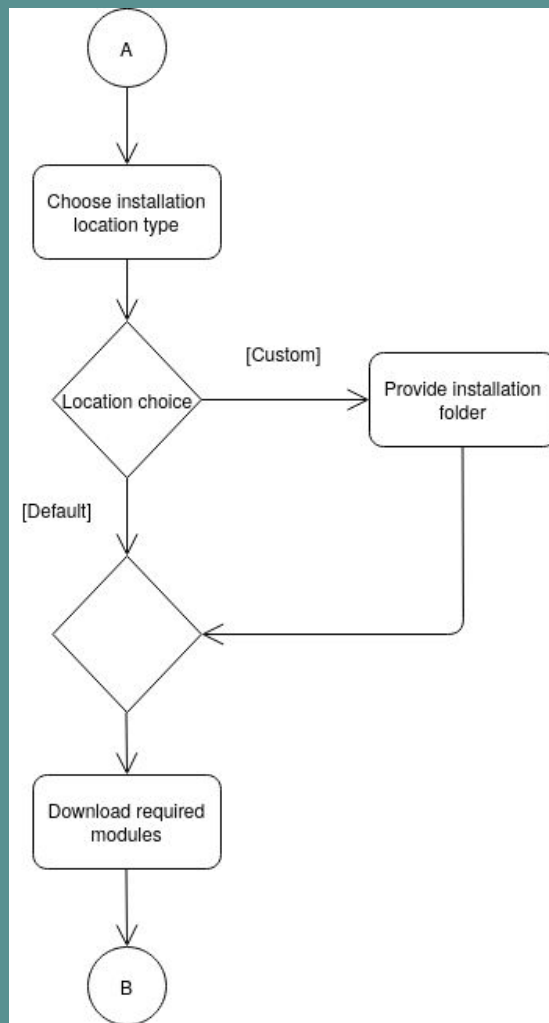 A
Choose installation
location type
[Custom]
Location choice
Provide installation
folder
[Default]
Download required
modules
B